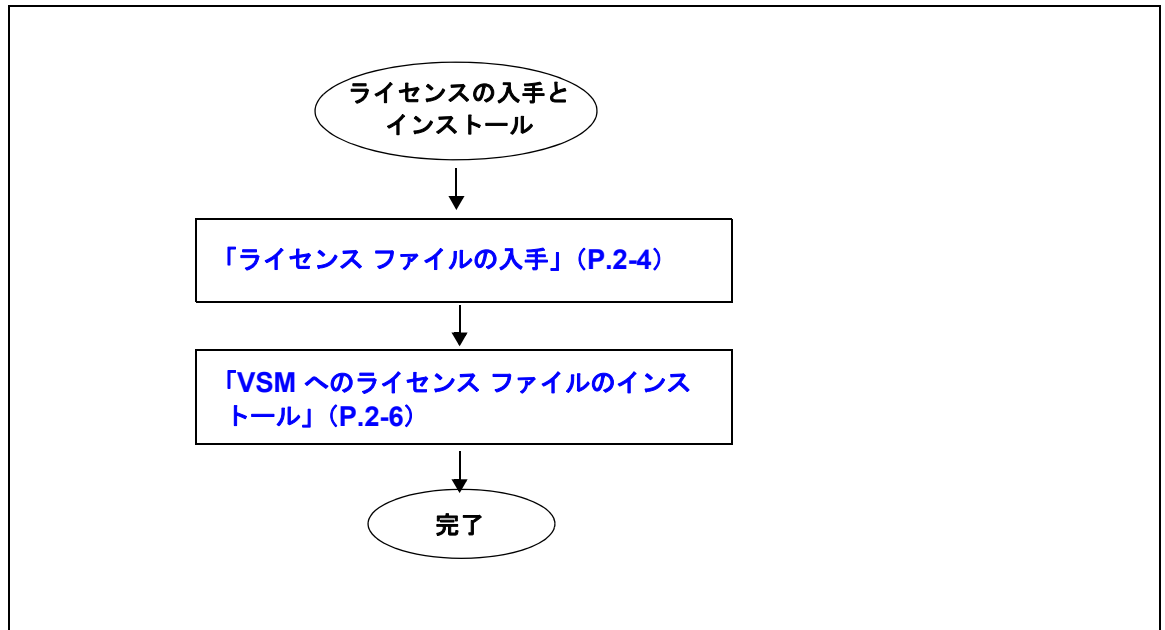 ライセンスの入手と
インストール
「ライセンス ファイルの入手」（P.2-4）
「VSM へのライセンス ファイルのインス
トール」（P.2-6）
完了